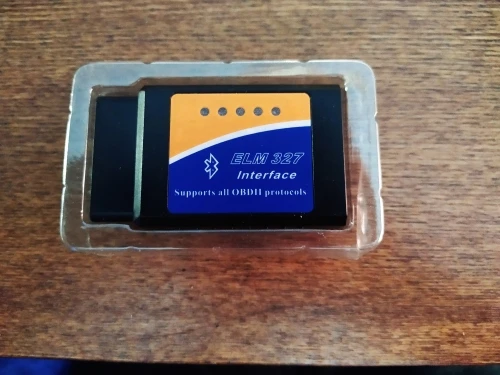 ELM 327
Interface
Supports all OBDII protocols